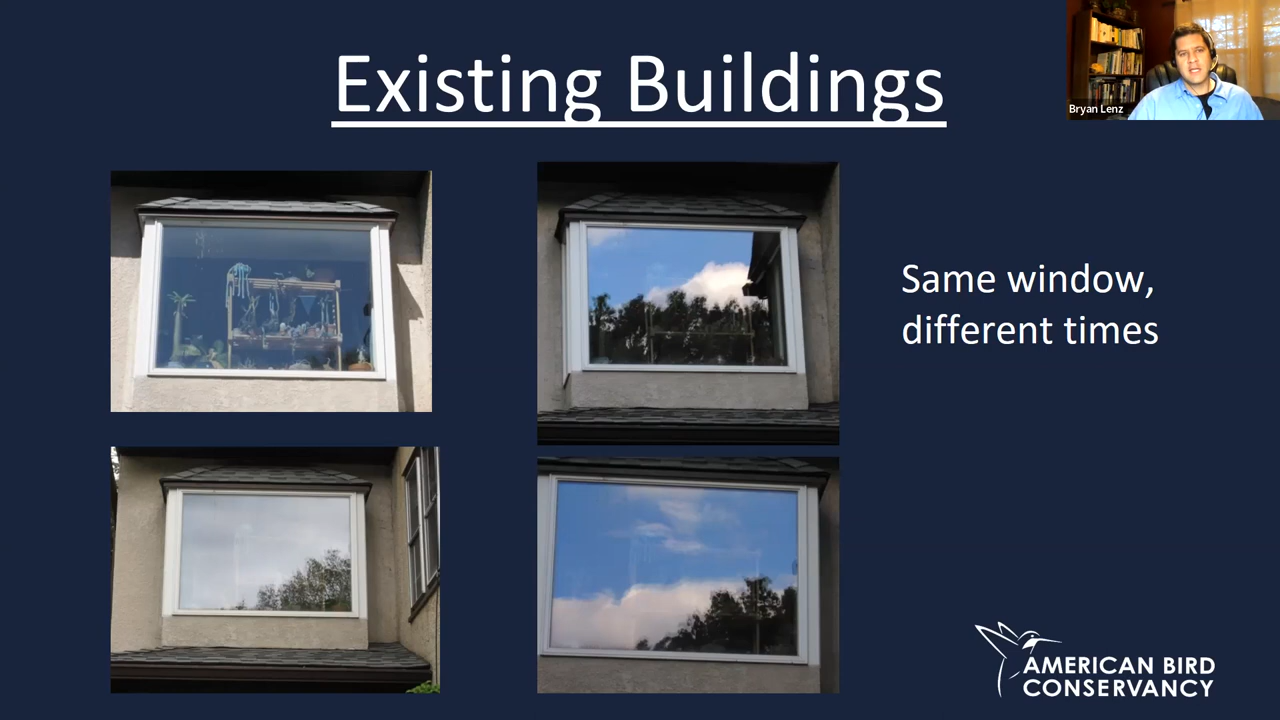 Existing Buildings
Bryan Lenz
Same window,
different times
AMERICAN BIRD
CONSERVANCY